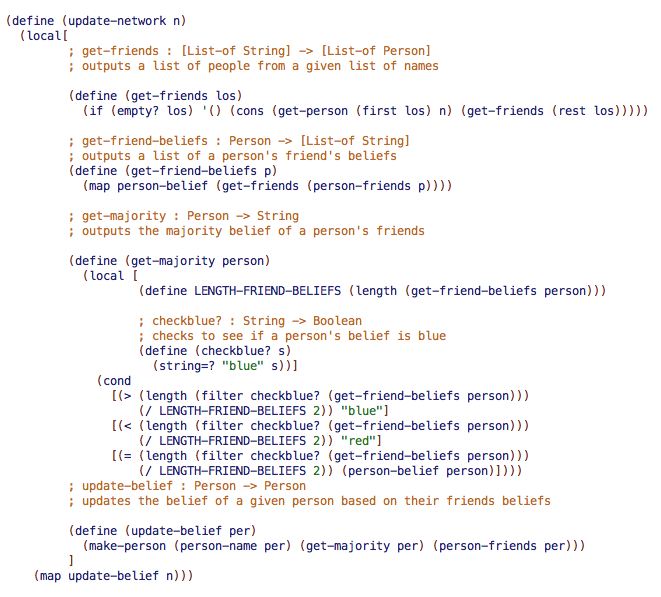 (define (update-network n)
  (local[
         ; get-friends : [List-of String] -> [List-of Person]
         ; outputs a list of people from a given list of names

         (define (get-friends los)
           (if (empty? los) '() (cons (get-person (first los) n) (get-friends (rest los)))))

         ; get-friend-beliefs : Person -> [List-of String]
         ; outputs a list of a person's friend's beliefs
         (define (get-friend-beliefs p)
           (map person-belief (get-friends (person-friends p))))

         ; get-majority : Person -> String
         ; outputs the majority belief of a person's friends

         (define (get-majority person)
           (local [
                   (define LENGTH-FRIEND-BELIEFS (length (get-friend-beliefs person)))

                   ; checkblue? : String -> Boolean
                   ; checks to see if a person's belief is blue
                   (define (checkblue? s)
                     (string=? "blue" s))]
             (cond
               [(> (length (filter checkblue? (get-friend-beliefs person)))
                   (/ LENGTH-FRIEND-BELIEFS 2)) "blue"]
               [(< (length (filter checkblue? (get-friend-beliefs person)))
                   (/ LENGTH-FRIEND-BELIEFS 2)) "red"]
               [(= (length (filter checkblue? (get-friend-beliefs person)))
                   (/ LENGTH-FRIEND-BELIEFS 2)) (person-belief person)])))
         ; update-belief : Person -> Person
         ; updates the belief of a given person based on their friends beliefs

         (define (update-belief per)
           (make-person (person-name per) (get-majority per) (person-friends per)))
         ]
    (map update-belief n)))